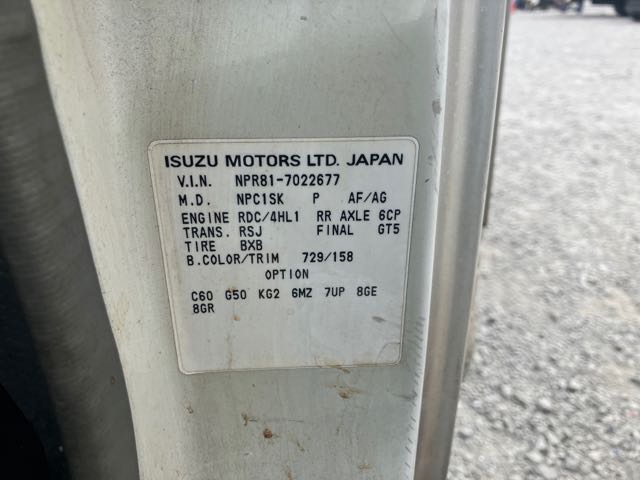 ISUZU MOTORS LTD. JAPAN
V.I.N. NPR81-7022677
M.D. NPC1SK P AF/AG
ENGINE RDC/4HL1 RR AXLE 6CP
TRANS. RSJ FINAL GT5
TIRE BXB
B.COLOR/TRIM 729/158
OPTION
C60 G50 KG2 6MZ 7UP 8GE
8GR